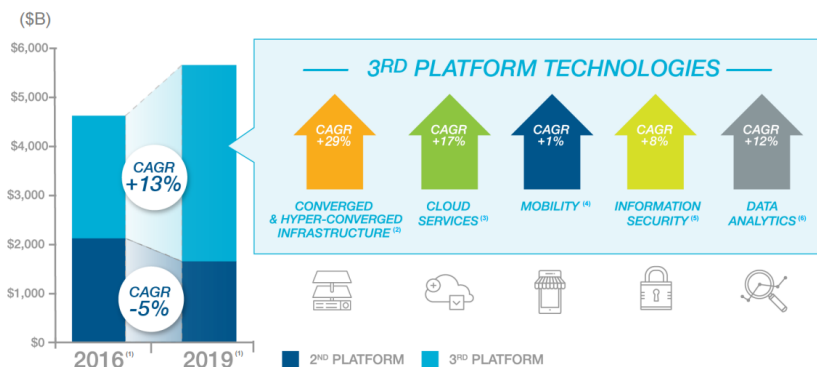 ($B)
$6,000
$5,000
$4,000
$3,000
$2,000
$1,000
$0
CAGR
+13%
CAGR
-5%
2016 (1)
2019 (1)
3RD PLATFORM TECHNOLOGIES
CAGR
+29%
CAGR
+17%
CAGR
+1%
CAGR
+8%
CAGR
+12%
CONVERGED
& HYPER-CONVERGED
INFRASTRUCTURE (2)
CLOUD
SERVICES (3)
MOBILITY (4)
INFORMATION
SECURITY (5)
DATA
ANALYTICS (6)
2ND PLATFORM
3RD PLATFORM